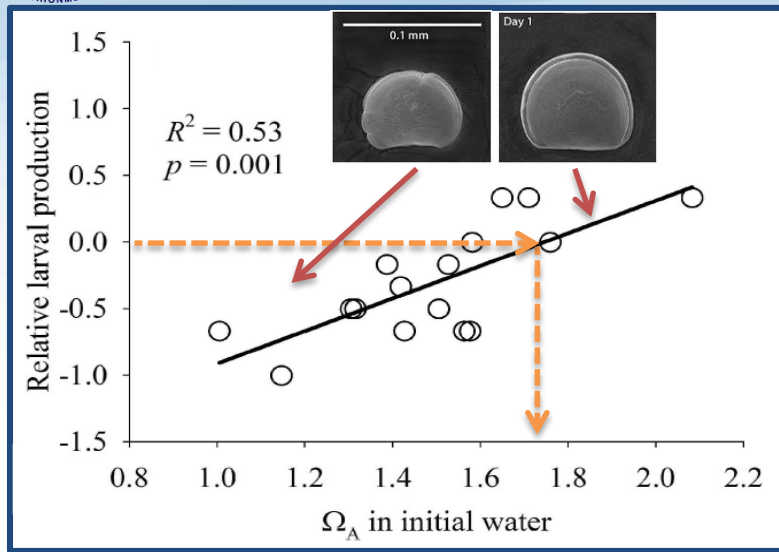 0.1 mm
Day 1
R² = 0.53
p = 0.001
Relative larval production
1.5
1.0
0.5
0.0
-0.5
-1.0
-1.5
0.8 1.0 1.2 1.4 1.6 1.8 2.0 2.2
Ω_A in initial water